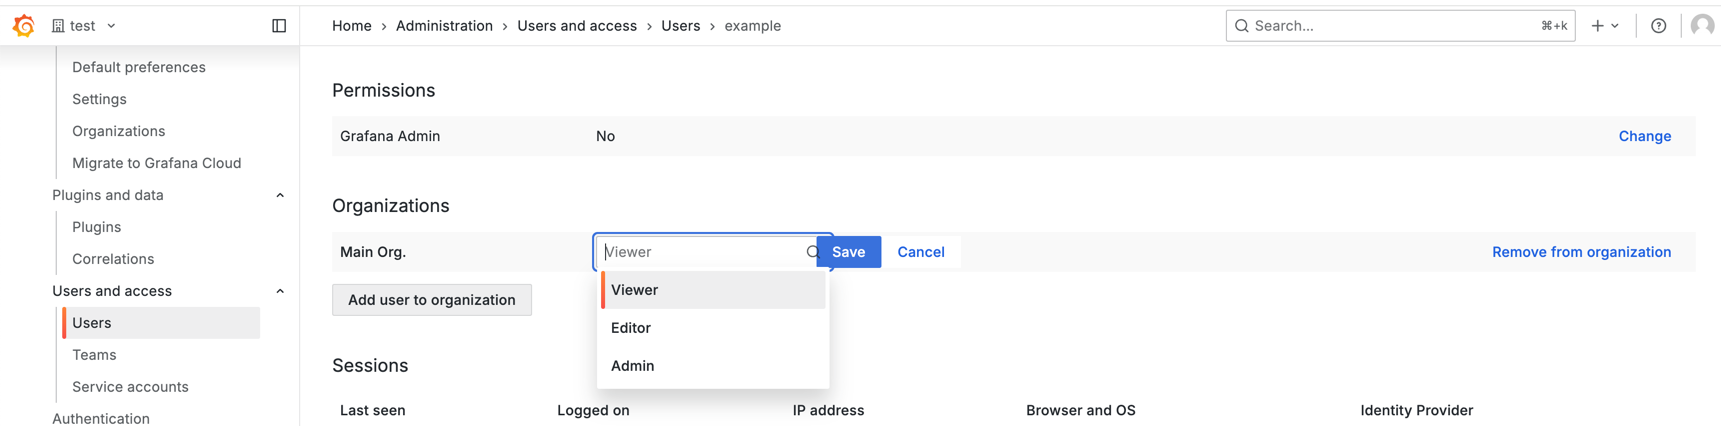 test
Home › Administration › Users and access › Users › example
Search...
⌘+k
Default preferences
Settings
Organizations
Migrate to Grafana Cloud
Plugins and data
Plugins
Correlations
Users and access
Users
Teams
Service accounts
Authentication
Permissions
Grafana Admin No Change
Organizations
Main Org. Viewer Save Cancel Remove from organization
Viewer
Editor
Admin
Add user to organization
Sessions
Last seen Logged on IP address Browser and OS Identity Provider